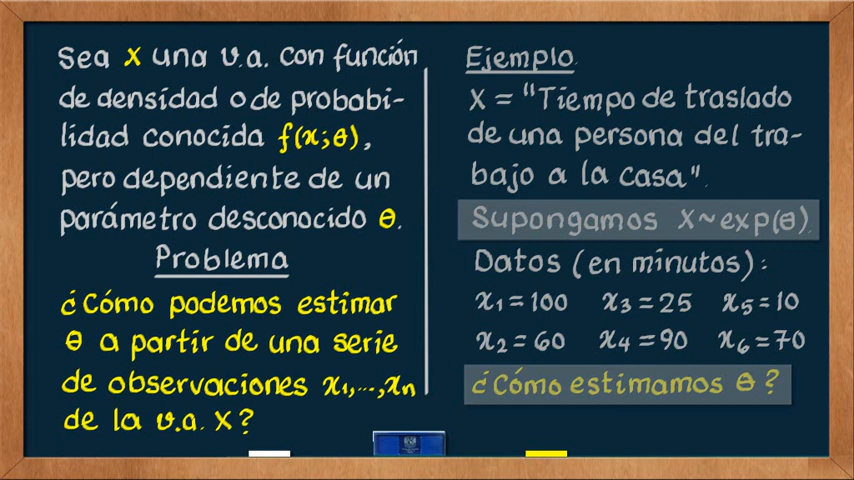 Sea x una v.a. con función
de densidad o de probabi-
lidad conocida f(x;θ),
pero dependiente de un
parámetro desconocido θ.
Problema
¿Cómo podemos estimar
θ a partir de una serie
de observaciones x₁,...,xₙ
de la v.a. X?
Ejemplo.
X = "Tiempo de traslado
de una persona del tra-
bajo a la casa".
Supongamos X~exp(θ).
Datos (en minutos):
x₁=100 x₃=25 x₅=10
x₂=60 x₄=90 x₆=70
¿Cómo estimamos θ?